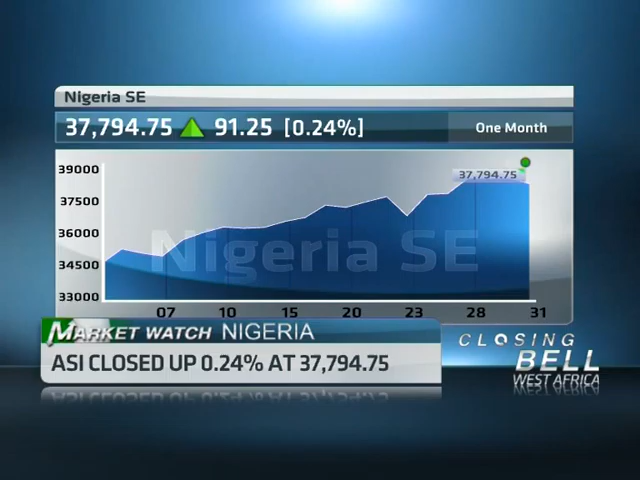 Nigeria SE
37,794.75 91.25 [0.24%] One Month
39000
37500
36000
34500
33000
37,794.75
Nigeria SE
07 10 15 20 23 28 31
MARKET WATCH NIGERIA
ASI CLOSED UP 0.24% AT 37,794.75
CLOSING
BELL
WEST AFRICA